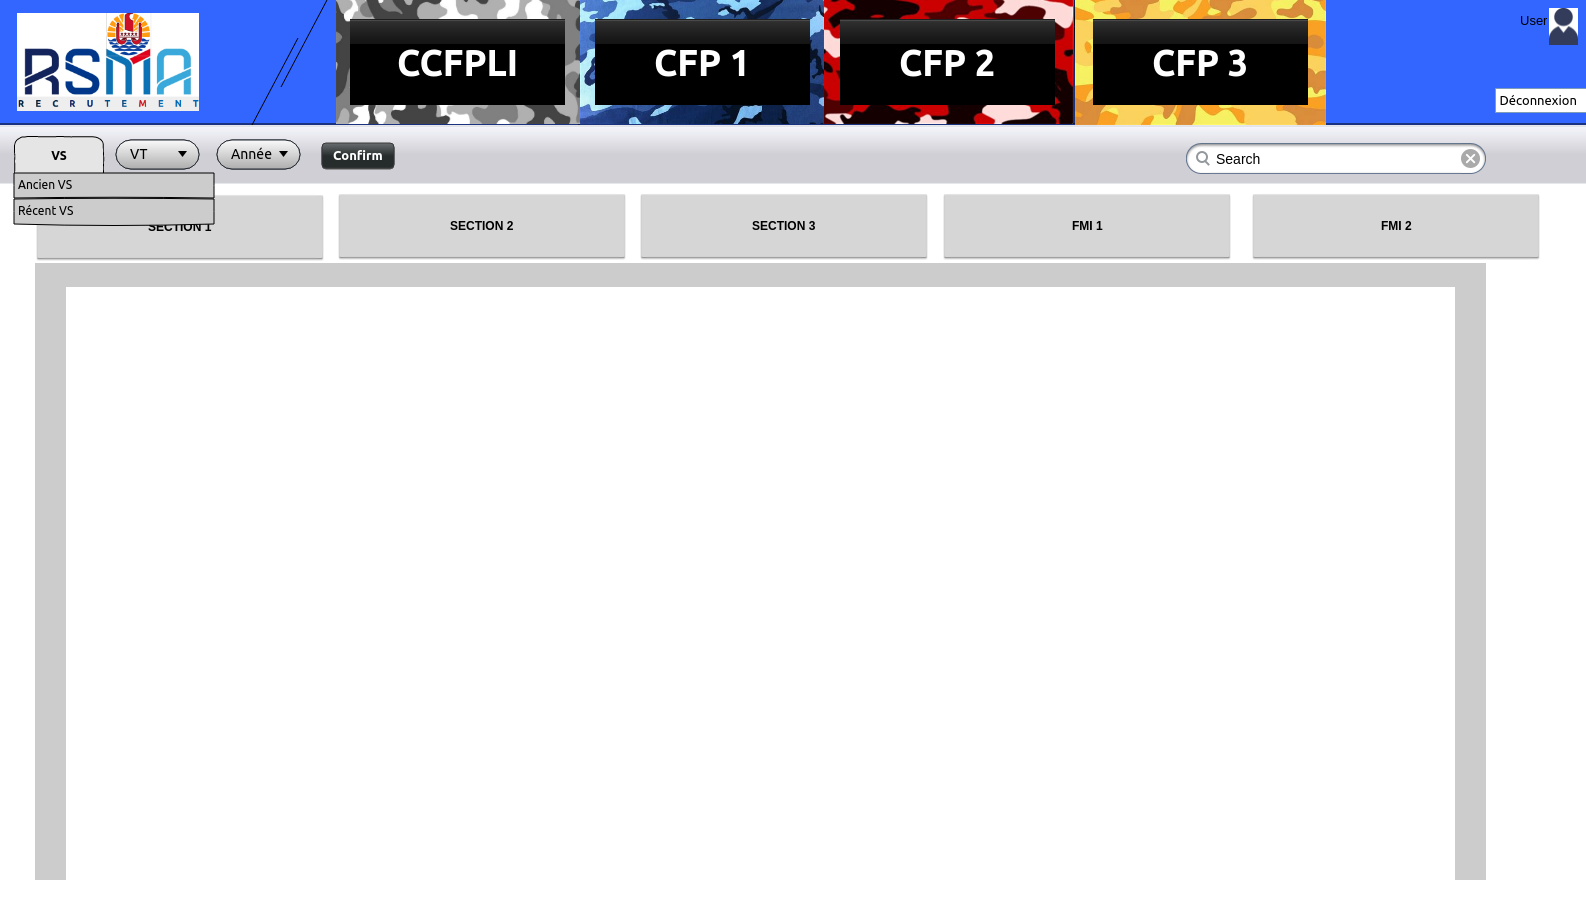 RSMA
RECRUTEMENT
CCFPLI
CFP 1
CFP 2
CFP 3
User
Déconnexion
VS
VT
Année
Confirm
Search
Ancien VS
Récent VS
SECTION 1
SECTION 2
SECTION 3
FMI 1
FMI 2